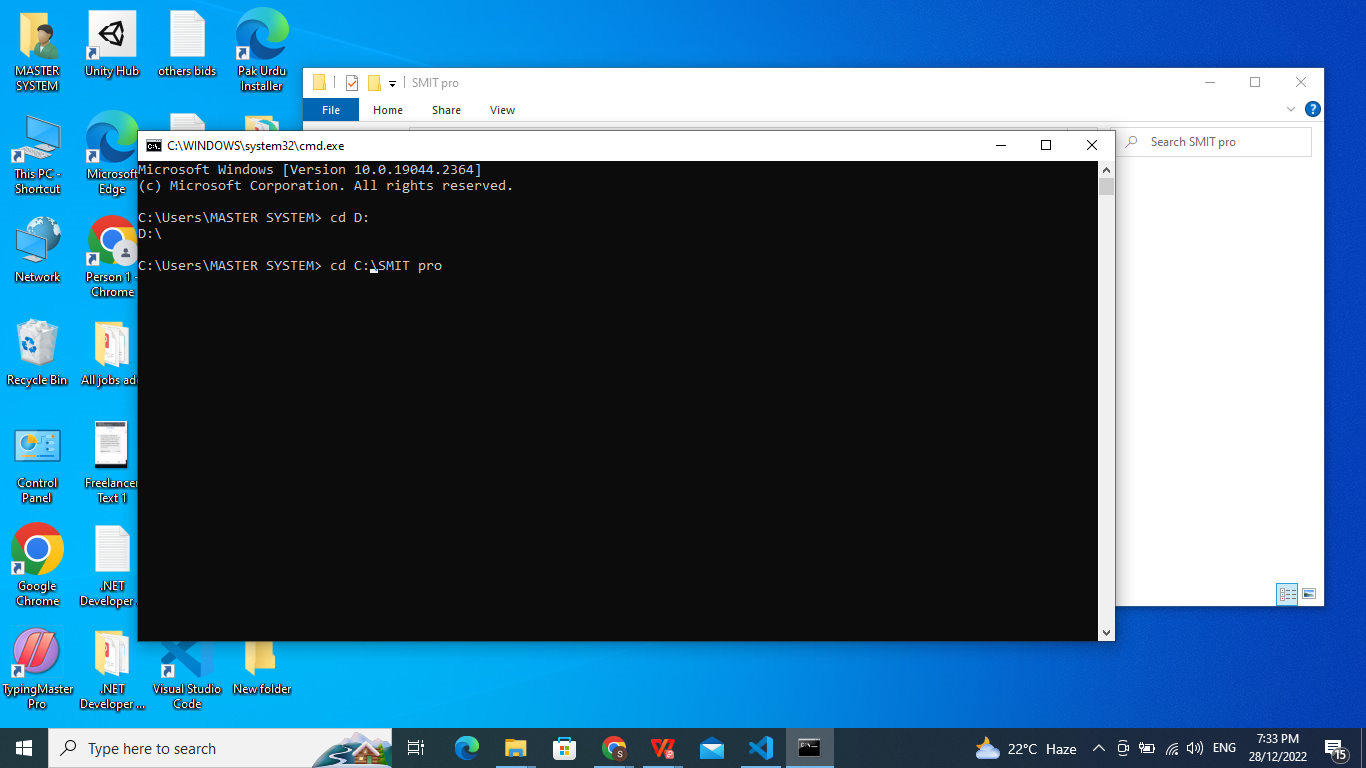 MASTER SYSTEM
Unity Hub
others bids
Pak Urdu Installer
SMIT pro
File Home Share View
Search SMIT pro
This PC - Shortcut
Microsoft Edge
C:\WINDOWS\system32\cmd.exe
Microsoft Windows [Version 10.0.19044.2364]
(c) Microsoft Corporation. All rights reserved.
C:\Users\MASTER SYSTEM> cd D:
D:\
C:\Users\MASTER SYSTEM> cd C:\SMIT pro
Network
Person 1 - Chrome
Recycle Bin
All jobs ad
Control Panel
Freelancer Text 1
Google Chrome
.NET Developer ...
TypingMaster Pro
.NET Developer ...
Visual Studio Code
New folder
Type here to search
22°C Haze
ENG
7:33 PM
28/12/2022
15